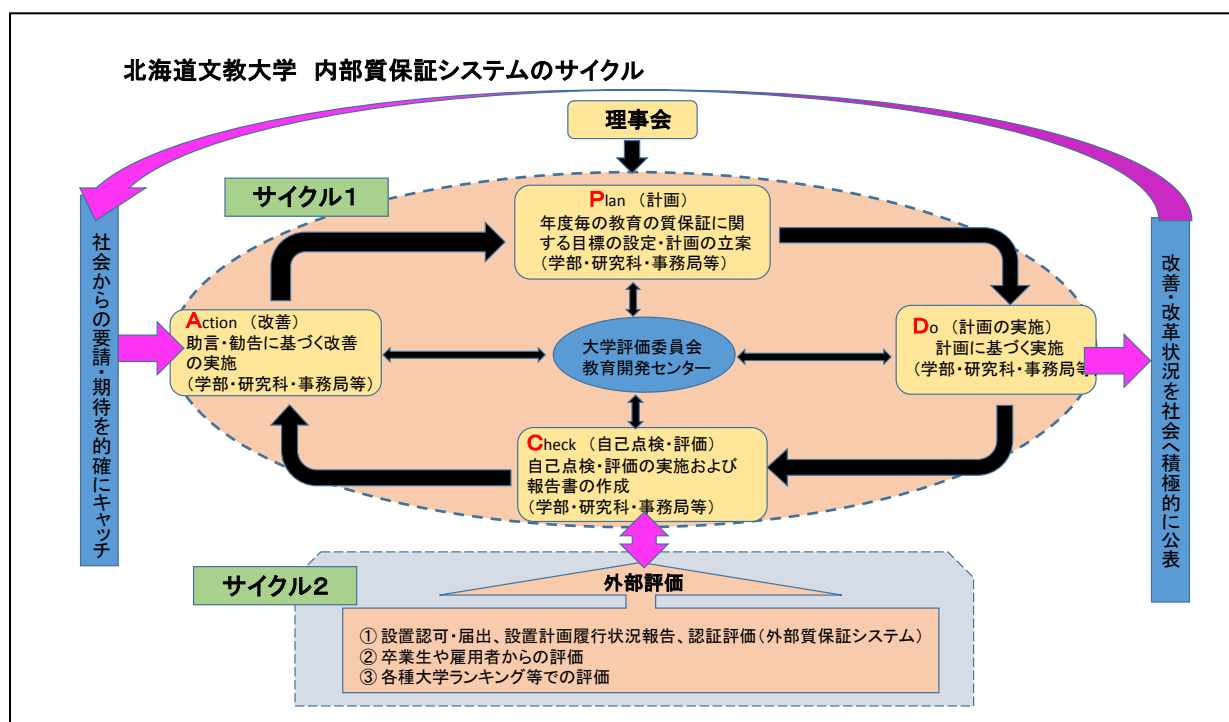 北海道文教大学 内部質保証システムのサイクル
理事会
サイクル1
Plan (計画)
年度毎の教育の質保証に関
する目標の設定・計画の立案
(学部・研究科・事務局等)
社会からの要請・期待を的確にキャッチ
Action (改善)
助言・勧告に基づく改善
の実施
(学部・研究科・事務局等)
大学評価委員会
教育開発センター
Do (計画の実施)
計画に基づく実施
(学部・研究科・事務局等)
改善・改革状況を社会へ積極的に公表
Check (自己点検・評価)
自己点検・評価の実施および
報告書の作成
(学部・研究科・事務局等)
サイクル2
外部評価
① 設置認可・届出、設置計画履行状況報告、認証評価(外部質保証システム)
② 卒業生や雇用者からの評価
③ 各種大学ランキング等での評価